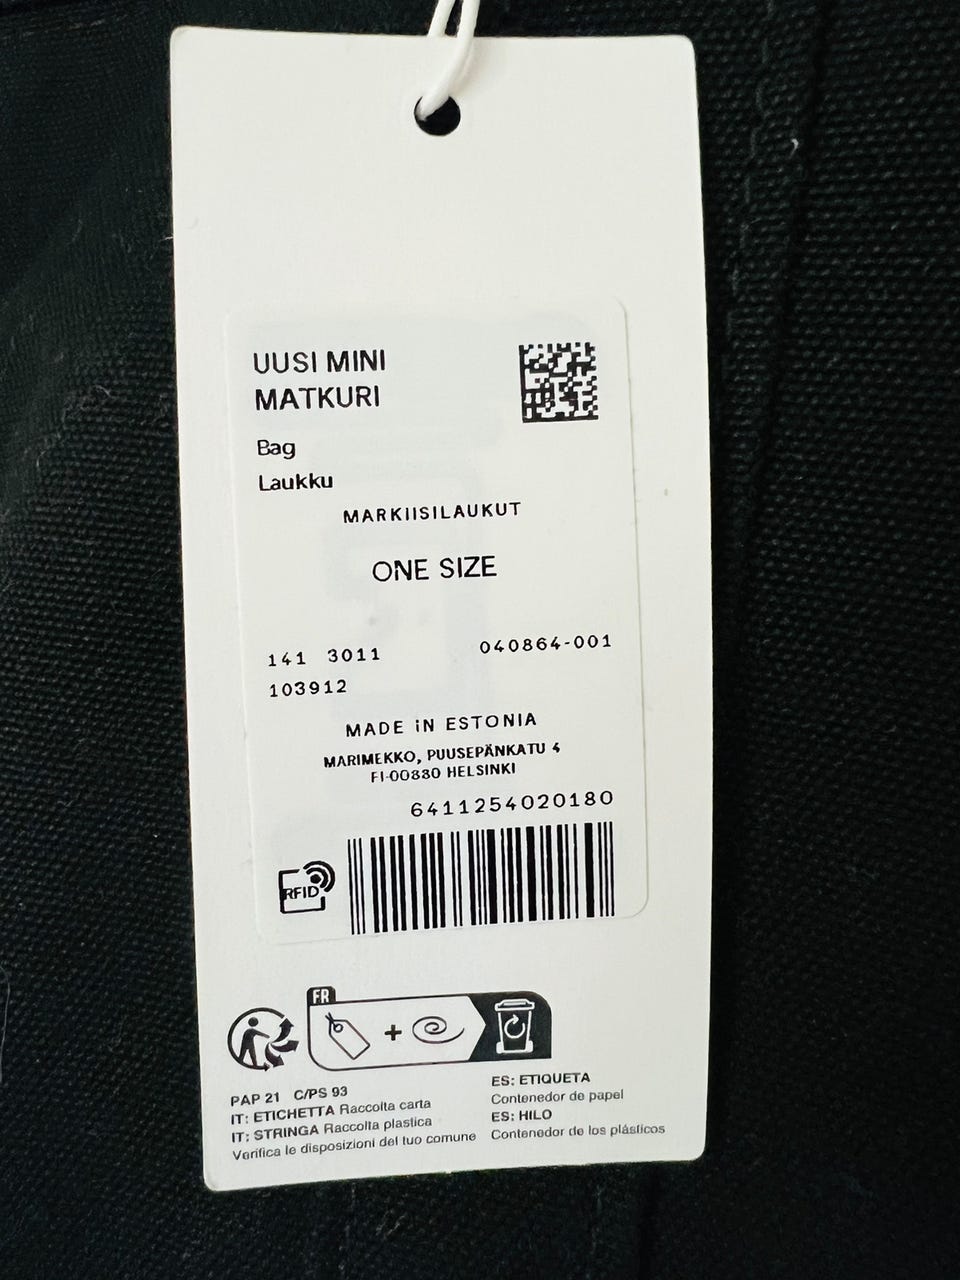 UUSI MINI
MATKURI
Bag
Laukku
MARKIISILAUKUT
ONE SIZE
141 3011 040864-001
103912
MADE IN ESTONIA
MARIMEKKO, PUUSEPÄNKATU 4
FI-00880 HELSINKI
6411254020180
RFID
FR
PAP 21 C/PS 93
IT: ETICHETTA Raccolta carta
IT: STRINGA Raccolta plastica
Verifica le disposizioni del tuo comune
ES: ETIQUETA
Contenedor de papel
ES: HILO
Contenedor de los plásticos